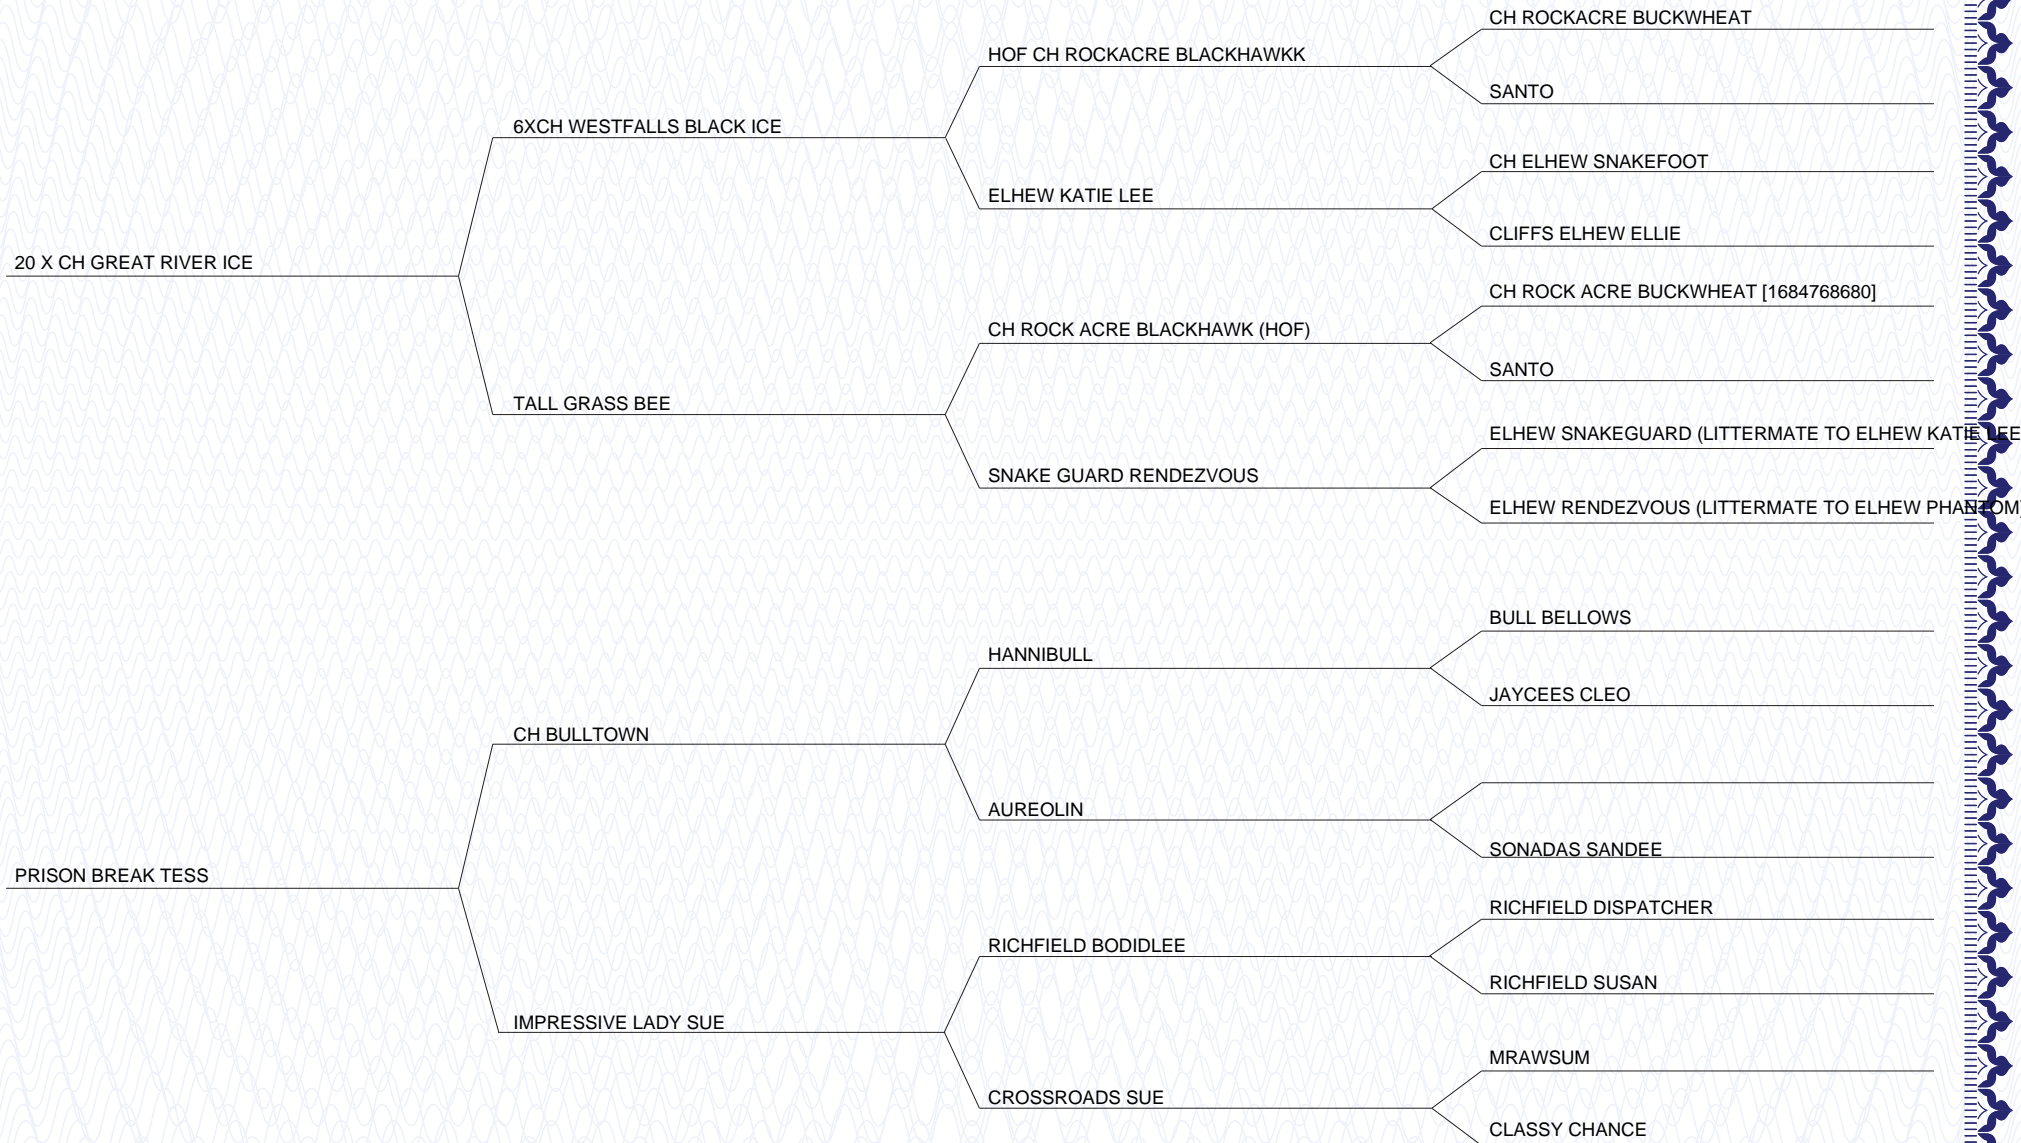 CH ROCKACRE BUCKWHEAT
HOF CH ROCKACRE BLACKHAWKK
SANTO
6XCH WESTFALLS BLACK ICE
CH ELHEW SNAKEFOOT
ELHEW KATIE LEE
CLIFFS ELHEW ELLIE
20 X CH GREAT RIVER ICE
CH ROCK ACRE BUCKWHEAT [1684768680]
CH ROCK ACRE BLACKHAWK (HOF)
SANTO
TALL GRASS BEE
ELHEW SNAKEGUARD (LITTERMATE TO ELHEW KATIE LEE
SNAKE GUARD RENDEZVOUS
ELHEW RENDEZVOUS (LITTERMATE TO ELHEW PHANTOM)
BULL BELLOWS
HANNIBULL
JAYCEES CLEO
CH BULLTOWN
AUREOLIN
SONADAS SANDEE
PRISON BREAK TESS
RICHFIELD DISPATCHER
RICHFIELD BODIDLEE
RICHFIELD SUSAN
IMPRESSIVE LADY SUE
MRAWSUM
CROSSROADS SUE
CLASSY CHANCE